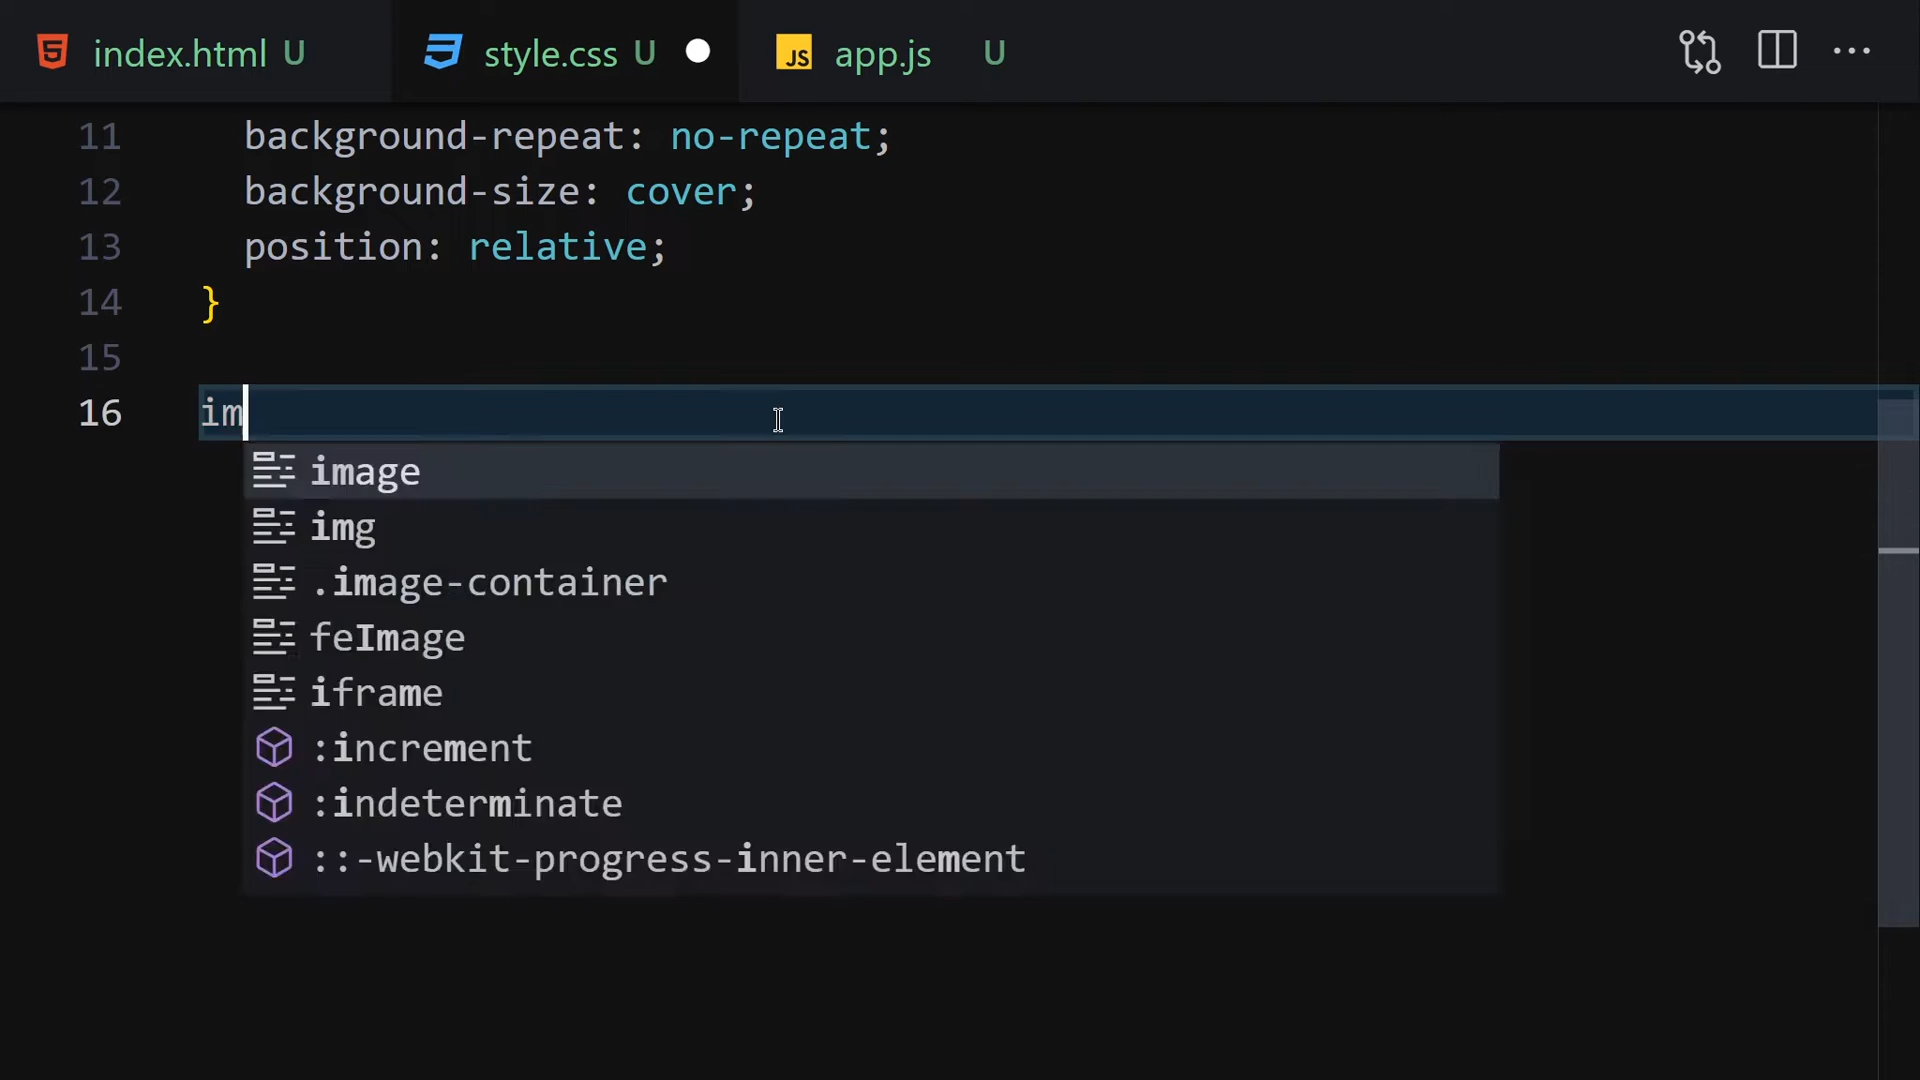 index.html U style.css U JS app.js U
11 background-repeat: no-repeat;
12 background-size: cover;
13 position: relative;
14 }
15
16 im
image
img
.image-container
feImage
iframe
:increment
:indeterminate
::-webkit-progress-inner-element